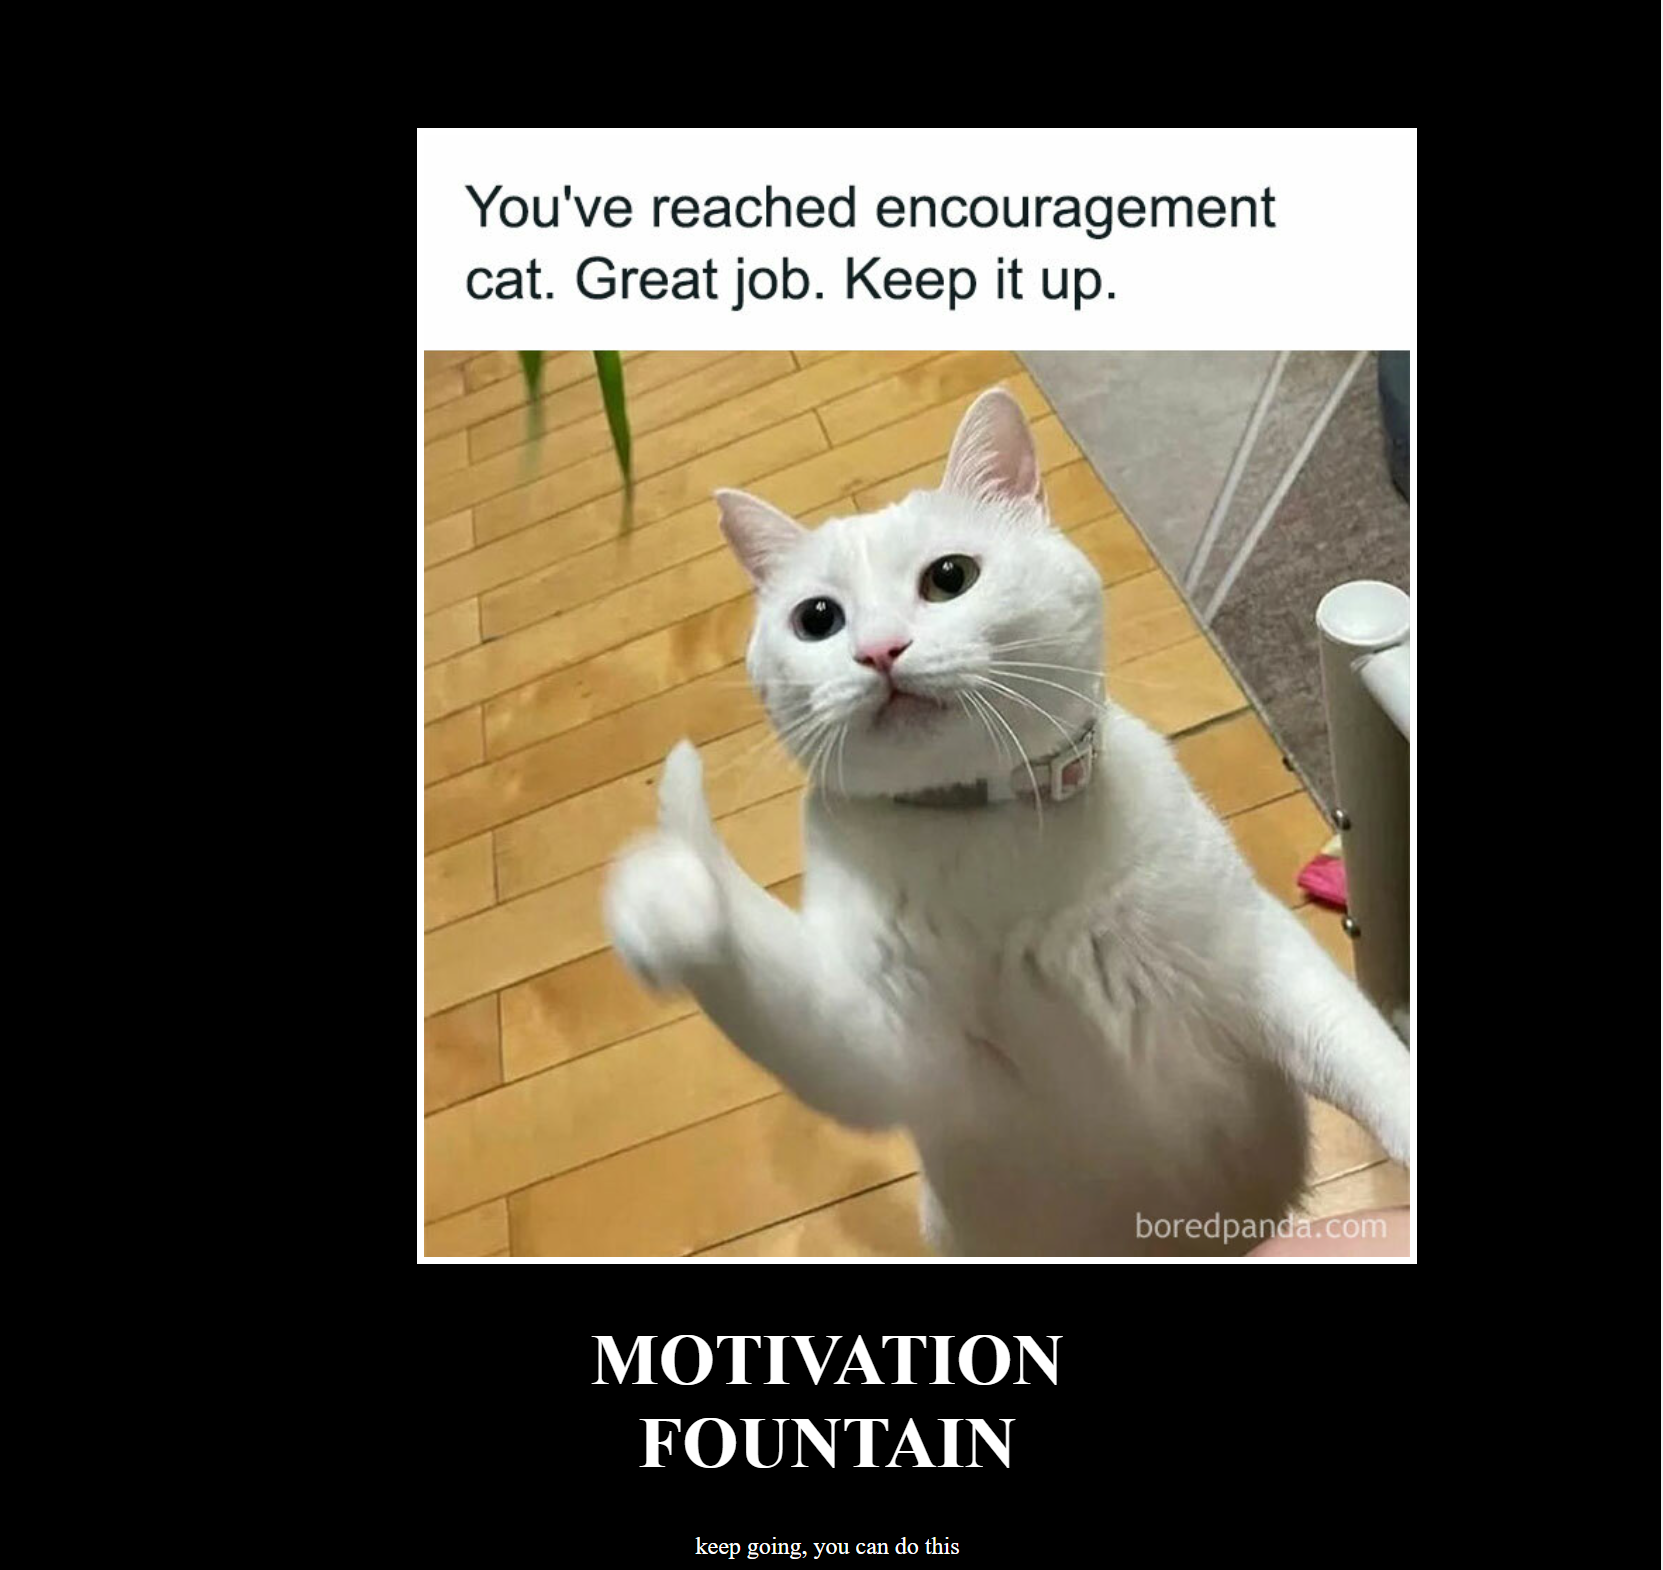 You've reached encouragement
cat. Great job. Keep it up.
boredpanda.com
MOTIVATION
FOUNTAIN
keep going, you can do this